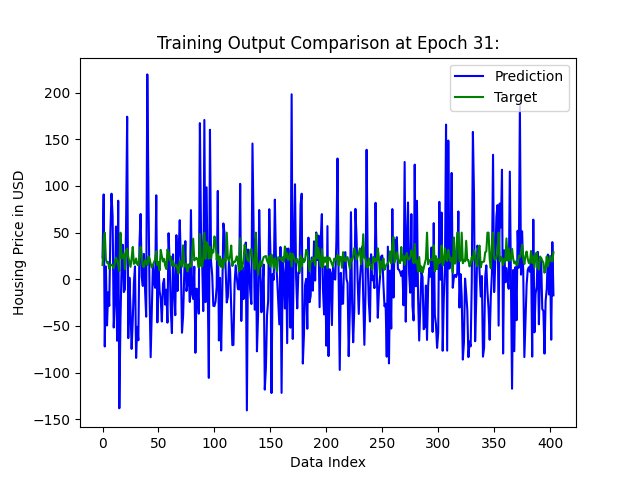 Training Output Comparison at Epoch 31:
Prediction
Target
Housing Price in USD
200
150
100
50
0
−50
−100
−150
0 50 100 150 200 250 300 350 400
Data Index